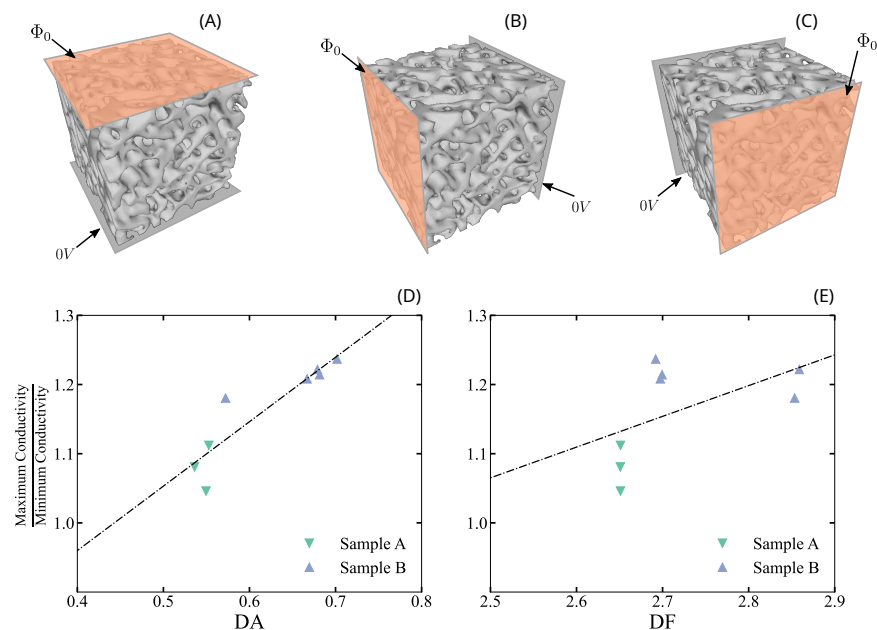 (A)
(B)
(C)
Φ0
Φ0
Φ0
0V
0V
0V
(D)
(E)
Maximum Conductivity
Minimum Conductivity
1.3
1.2
1.1
1.0
0.4
0.5
0.6
0.7
0.8
Sample A
Sample B
DA
1.3
1.2
1.1
1.0
2.5
2.6
2.7
2.8
2.9
Sample A
Sample B
DF